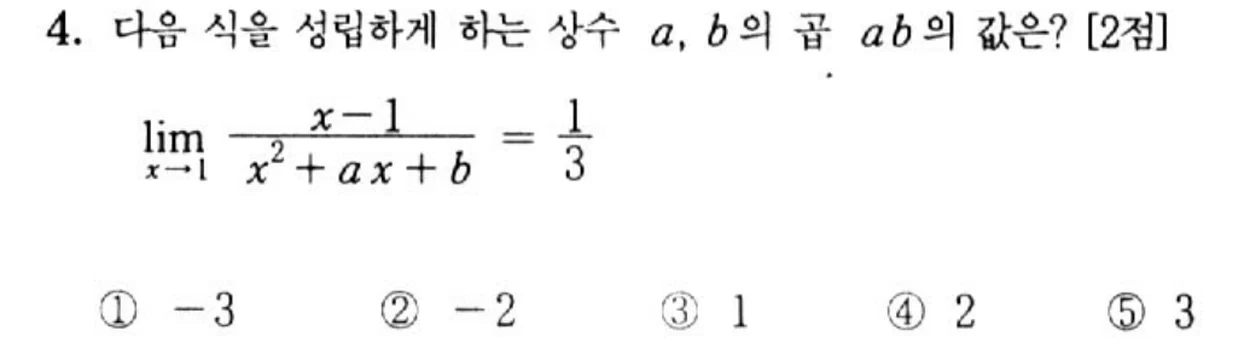 4. 다음 식을 성립하게 하는 상수 a, b의 곱 ab의 값은? [2점]
lim x→1 (x-1)/(x²+ax+b) = 1/3
① -3 ② -2 ③ 1 ④ 2 ⑤ 3